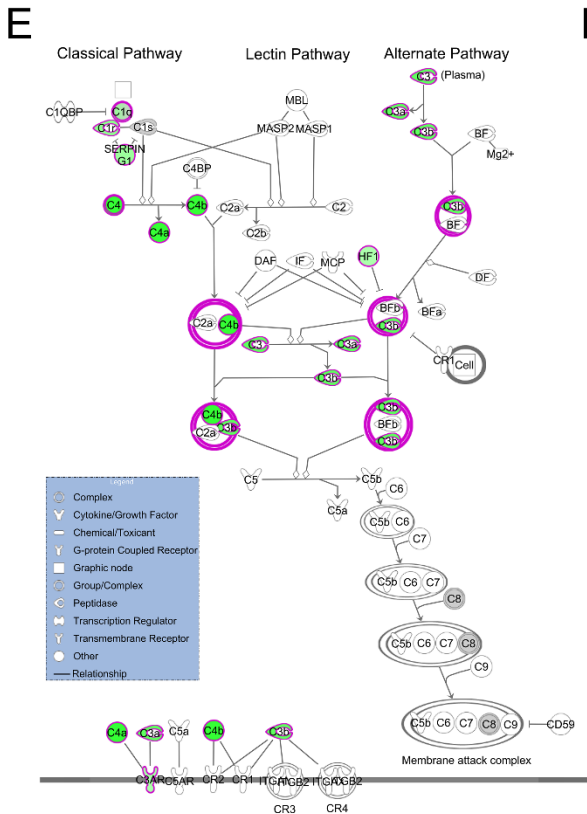 E
Classical Pathway Lectin Pathway Alternate Pathway
C3 (Plasma)
C3a
C1QBP C1q MBL
C1r C1s MASP2 MASP1 C3b BF
SERPIN
G1
Mg2+
C4BP
C4 C4b C2a C2 C3b
BF
C4a C2b
DAF IF MCP HF1
DF
C2a C4b BFb
C3b
BFa
C3 C3a CR1 Cell
C3b
C4b C3b
C2a C3b BFb
C3b
C5 C5b C6
C5a C5b C6
C7
C5b C6 C7
C8
C5b C6 C7 C8
C9
C5b C6 C7 C8 C9 CD59
Membrane attack complex
Legend
Complex
Cytokine/Growth Factor
Chemical/Toxicant
G-protein Coupled Receptor
Graphic node
Group/Complex
Peptidase
Transcription Regulator
Transmembrane Receptor
Other
Relationship
C4a C3a C5a C4b C3b
C3AR C5AR CR2 CR1 ITGAM ITGB2 ITGAX ITGB2
CR3 CR4